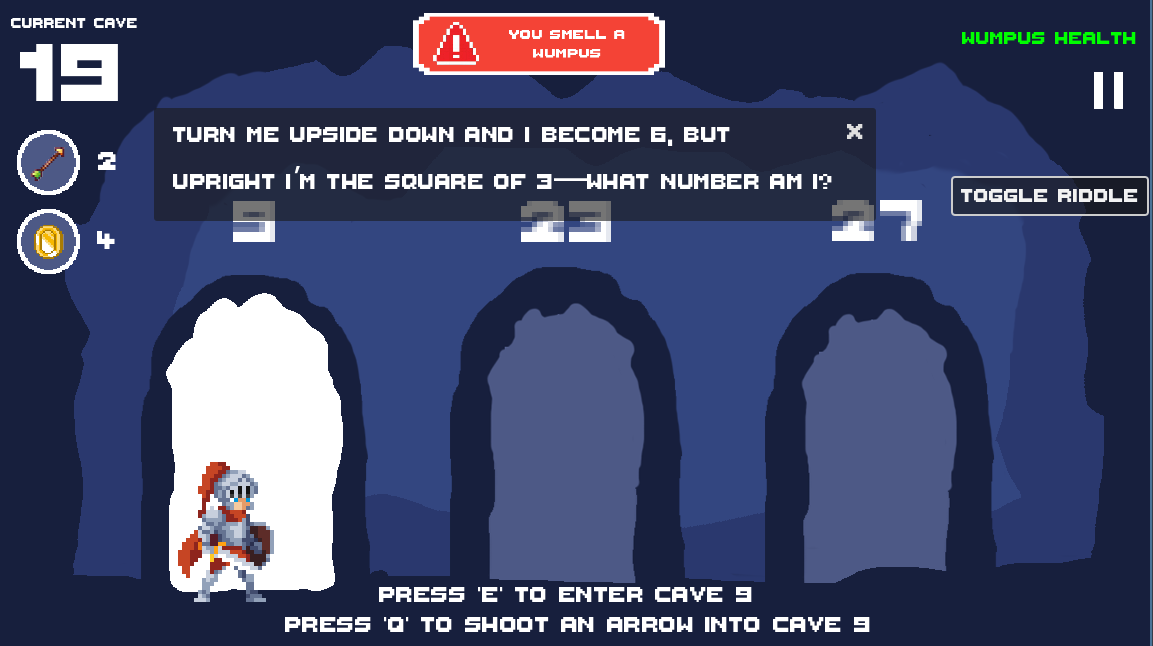 CURRENT CAVE
19
YOU SMELL A
WUMPUS
WUMPUS HEALTH
2
TURN ME UPSIDE DOWN AND I BECOME 6, BUT
X
UPRIGHT I'M THE SQUARE OF 3—WHAT NUMBER AM I?
TOGGLE RIDDLE
4
9
23
27
PRESS 'E' TO ENTER CAVE 9
PRESS 'Q' TO SHOOT AN ARROW INTO CAVE 9